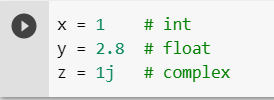 x = 1    # int
y = 2.8  # float
z = 1j   # complex